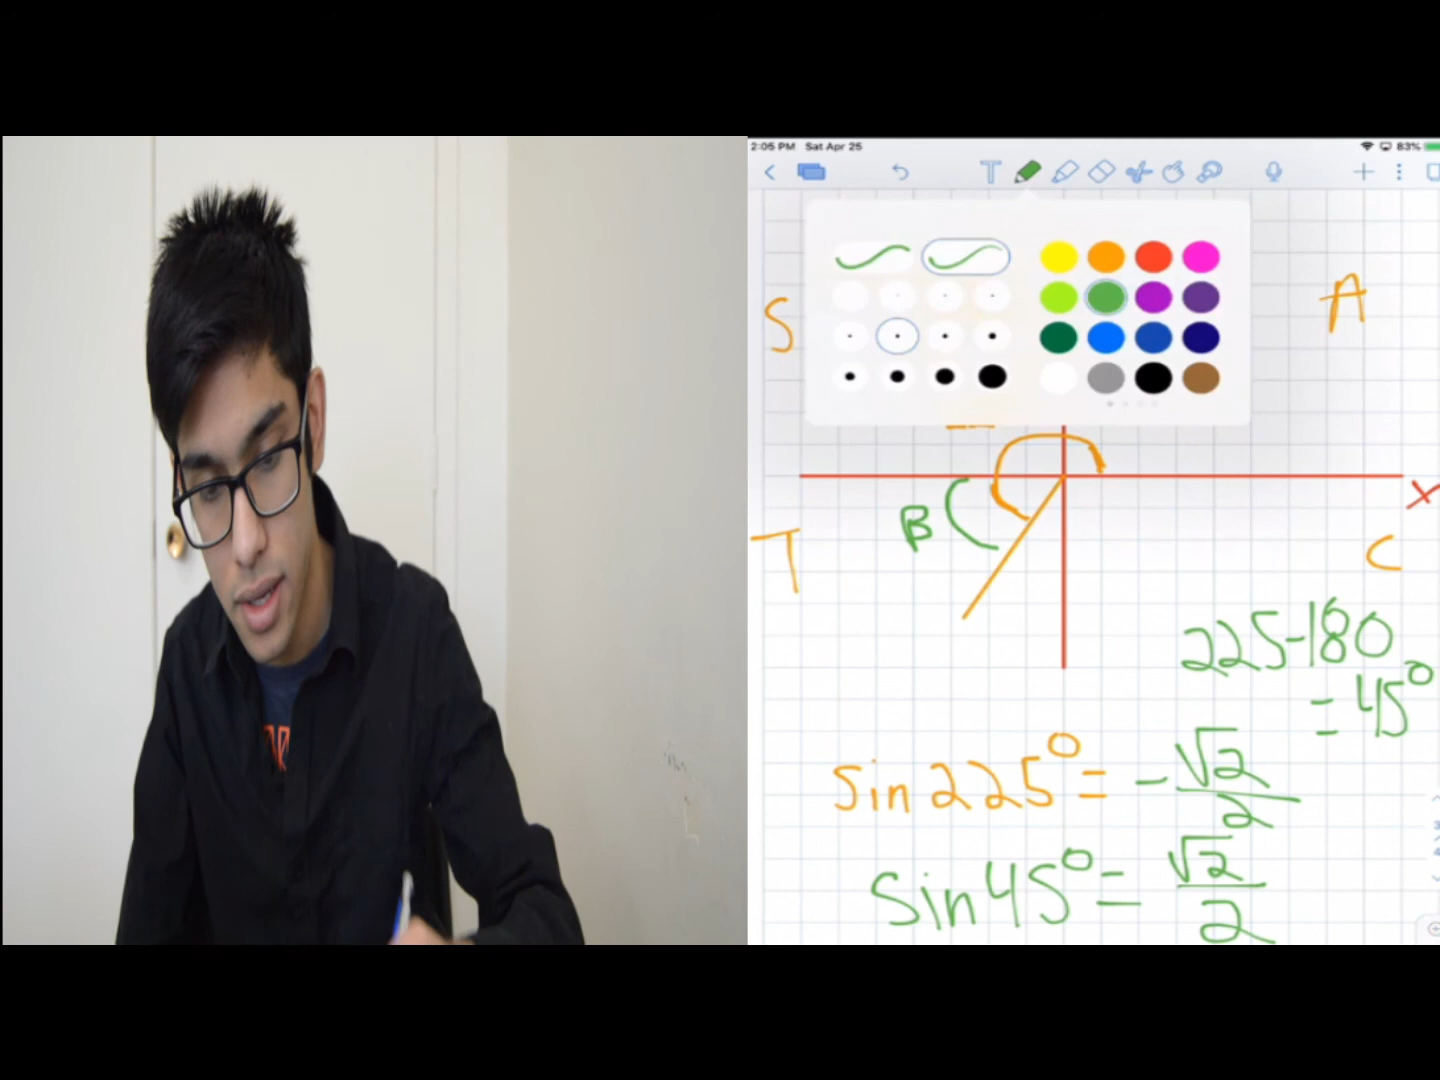 2:05 PM Sat Apr 25
83%
T
S
A
B
x
T
C
225-180
= 45°
sin 225° = -√2/2
sin 45° = √2/2